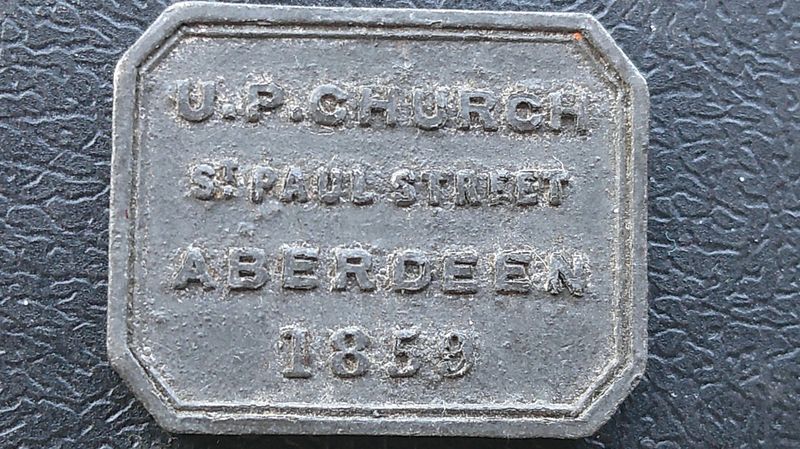 U.P. CHURCH
ST PAUL STREET
ABERDEEN
1859